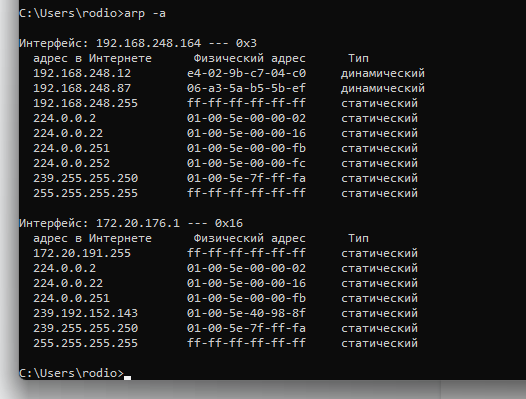 C:\Users\rodio>arp -a
Интерфейс: 192.168.248.164 --- 0x3
адрес в Интернете Физический адрес Тип
192.168.248.12 e4-02-9b-c7-04-c0 динамический
192.168.248.87 06-a3-5a-b5-5b-ef динамический
192.168.248.255 ff-ff-ff-ff-ff-ff статический
224.0.0.2 01-00-5e-00-00-02 статический
224.0.0.22 01-00-5e-00-00-16 статический
224.0.0.251 01-00-5e-00-00-fb статический
224.0.0.252 01-00-5e-00-00-fc статический
239.255.255.250 01-00-5e-7f-ff-fa статический
255.255.255.255 ff-ff-ff-ff-ff-ff статический
Интерфейс: 172.20.176.1 --- 0x16
адрес в Интернете Физический адрес Тип
172.20.191.255 ff-ff-ff-ff-ff-ff статический
224.0.0.2 01-00-5e-00-00-02 статический
224.0.0.22 01-00-5e-00-00-16 статический
224.0.0.251 01-00-5e-00-00-fb статический
239.192.152.143 01-00-5e-40-98-8f статический
239.255.255.250 01-00-5e-7f-ff-fa статический
255.255.255.255 ff-ff-ff-ff-ff-ff статический
C:\Users\rodio>